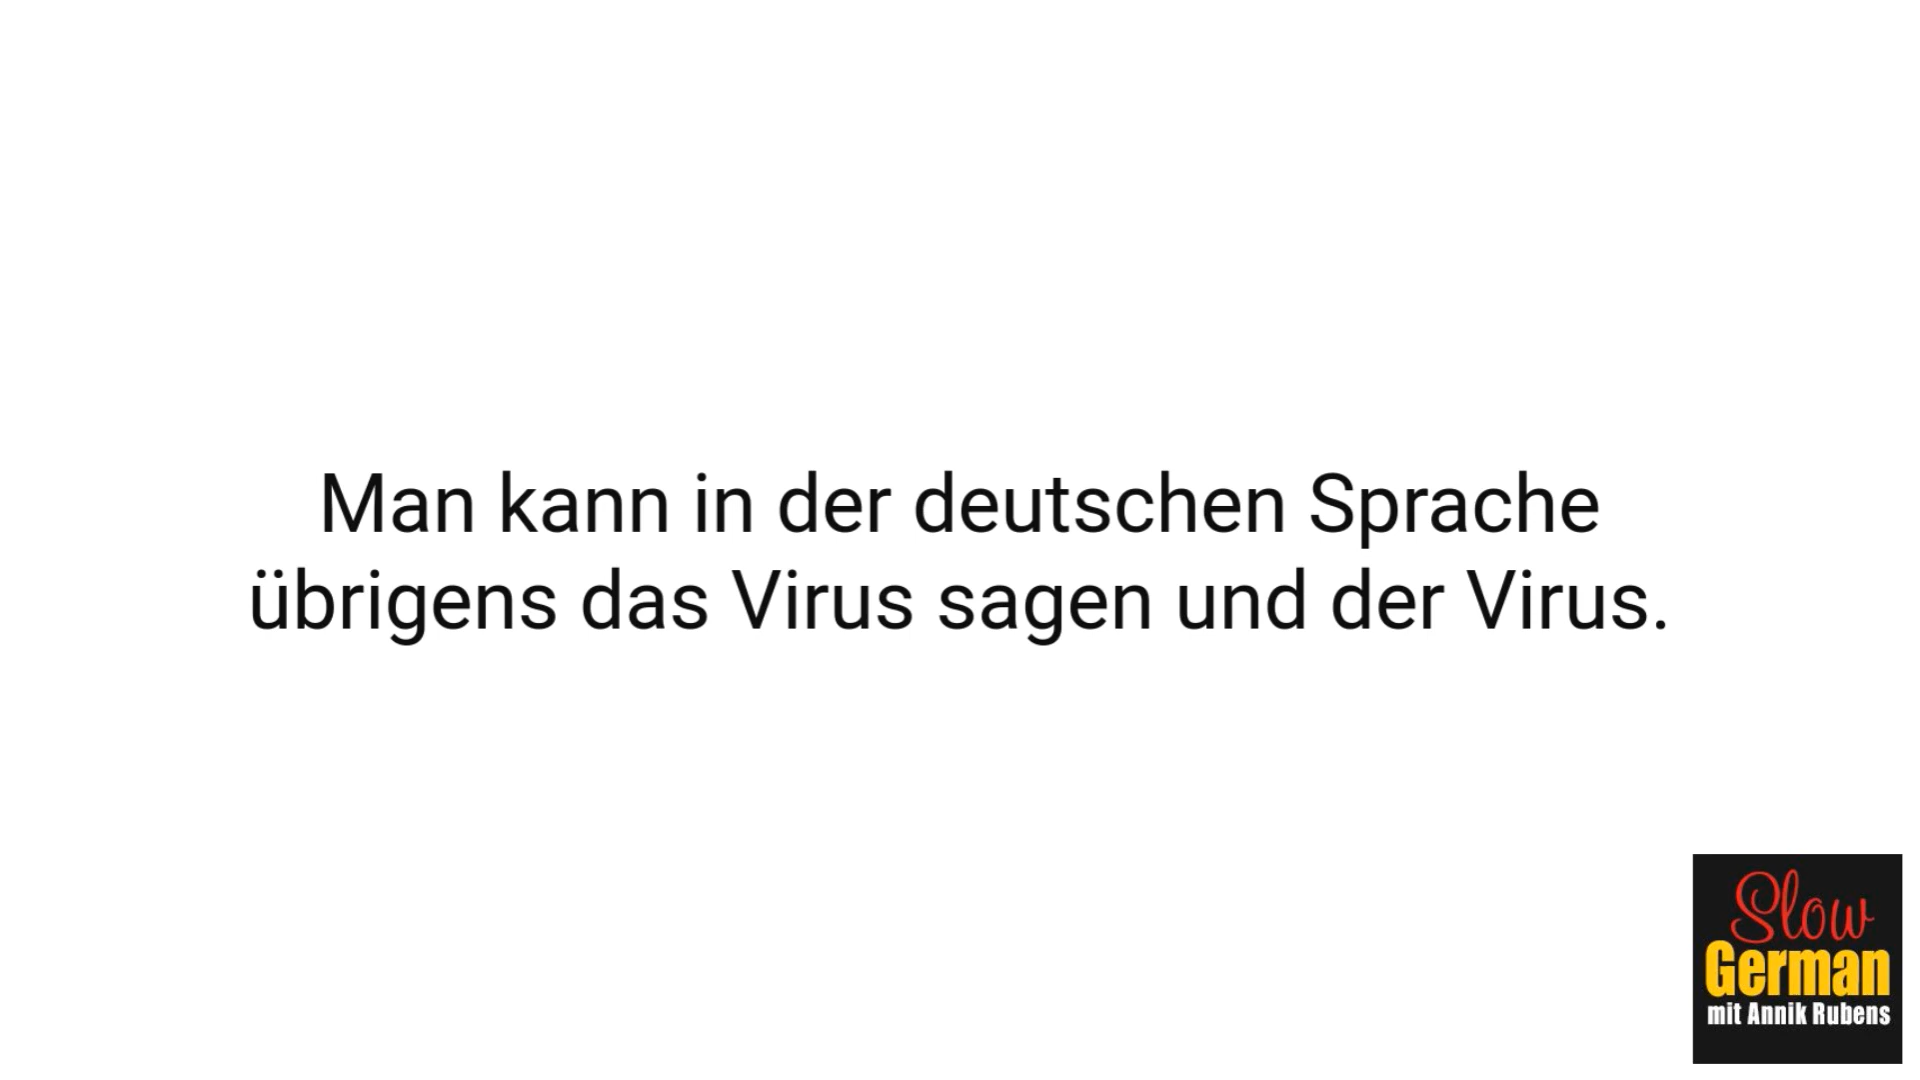 Man kann in der deutschen Sprache
übrigens das Virus sagen und der Virus.
Slow
German
mit Annik Rubens